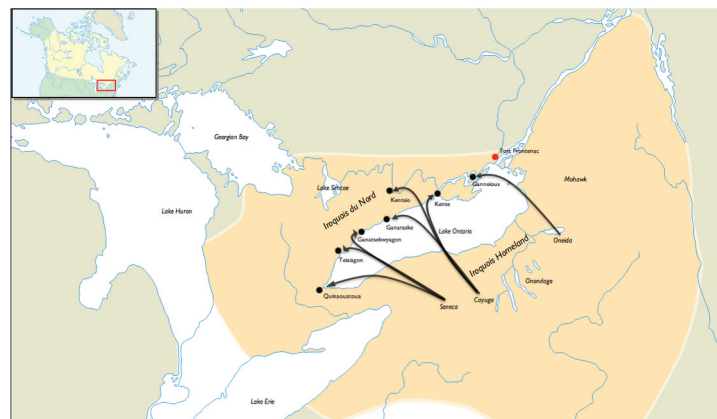 Georgian Bay
Fort Frontenac
Ganneious
Mohawk
Lake Simcoe
Kentsio
Kente
Lake Huron
Iroquois du Nord
Ganaraske
Ganatsekwyagon
Lake Ontario
Oneida
Teiaiagon
Iroquois Homeland
Onondaga
Quinaouatoua
Seneca
Cayuga
Lake Erie